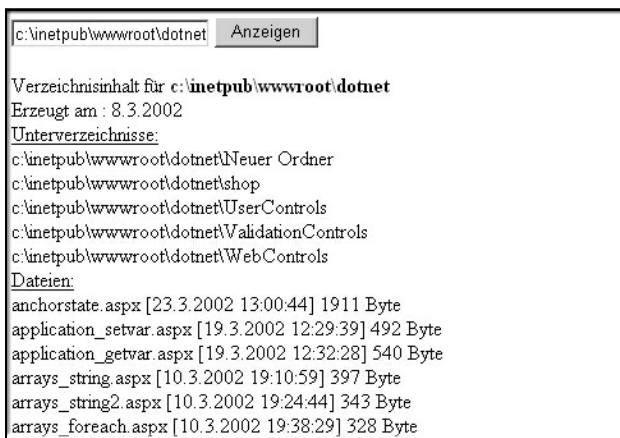 c:\inetpub\wwwroot\dotnet Anzeigen
Verzeichnisinhalt für c:\inetpub\wwwroot\dotnet
Erzeugt am : 8.3.2002
Unterverzeichnisse:
c:\inetpub\wwwroot\dotnet\Neuer Ordner
c:\inetpub\wwwroot\dotnet\shop
c:\inetpub\wwwroot\dotnet\UserControls
c:\inetpub\wwwroot\dotnet\ValidationControls
c:\inetpub\wwwroot\dotnet\WebControls
Dateien:
anchorstate.aspx [23.3.2002 13:00:44] 1911 Byte
application_setvar.aspx [19.3.2002 12:29:39] 492 Byte
application_getvar.aspx [19.3.2002 12:32:28] 540 Byte
arrays_string.aspx [10.3.2002 19:10:59] 397 Byte
arrays_string2.aspx [10.3.2002 19:24:44] 343 Byte
arrays_foreach.aspx [10.3.2002 19:38:29] 328 Byte